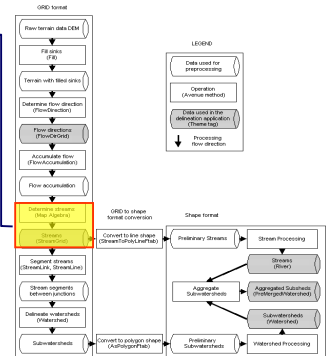 GRID format
Raw terrain data DEM
Fill sinks
(Fill)
Terrain with filled sinks
Determine flow direction
(FlowDirection)
Flow directions
(FlowDirGrid)
Accumulate flow
(FlowAccumulation)
Flow accumulation
Determine streams
(Map Algebra)
Streams
(StreamGrid)
Segment streams
(StreamLink, StreamLine)
Stream segments
between junctions
Delineate watersheds
(Watershed)
Subwatersheds
LEGEND
Data used for
preprocessing
Operation
(Avenue method)
Data used in the
delineation application
(Theme tag)
Processing
flow direction
GRID to shape
format conversion
Convert to line shape
(StreamToPolyLineFtab)
Convert to polygon shape
(AsPolygonFtab)
Shape format
Preliminary Streams
Stream Processing
Streams
(River)
Aggregate
Subwatersheds
Aggregated Subsheds
(PreMergedWatershed)
Subwatersheds
(Watershed)
Preliminary
Subwatersheds
Watershed Processing